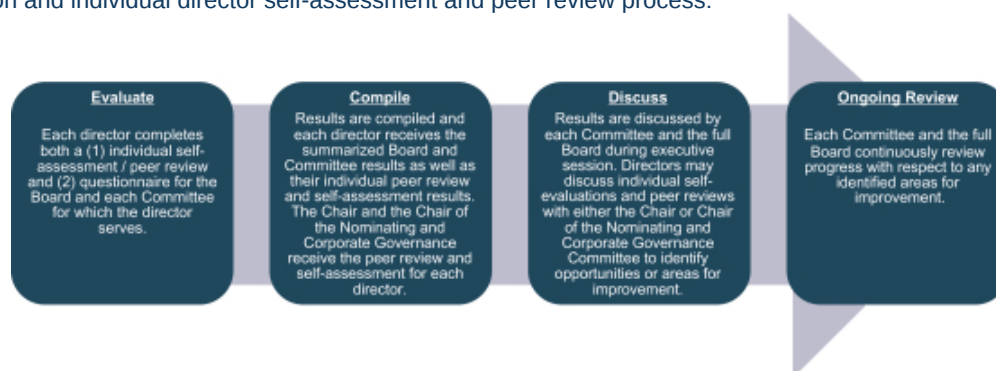 on and individual director self-assessment and peer review process.
Evaluate
Each director completes
both a (1) individual self-
assessment / peer review
and (2) questionnaire for the
Board and each Committee
for which the director
serves.
Compile
Results are compiled and
each director receives the
summarized Board and
Committee results as well as
their individual peer review
and self-assessment results.
The Chair and the Chair of
the Nominating and
Corporate Governance
receive the peer review and
self-assessment for each
director.
Discuss
Results are discussed by
each Committee and the full
Board during executive
session. Directors may
discuss individual self-
evaluations and peer reviews
with either the Chair or Chair
of the Nominating and
Corporate Governance
Committee to identify
opportunities or areas for
improvement.
Ongoing Review
Each Committee and the full
Board continuously review
progress with respect to any
identified areas for
improvement.